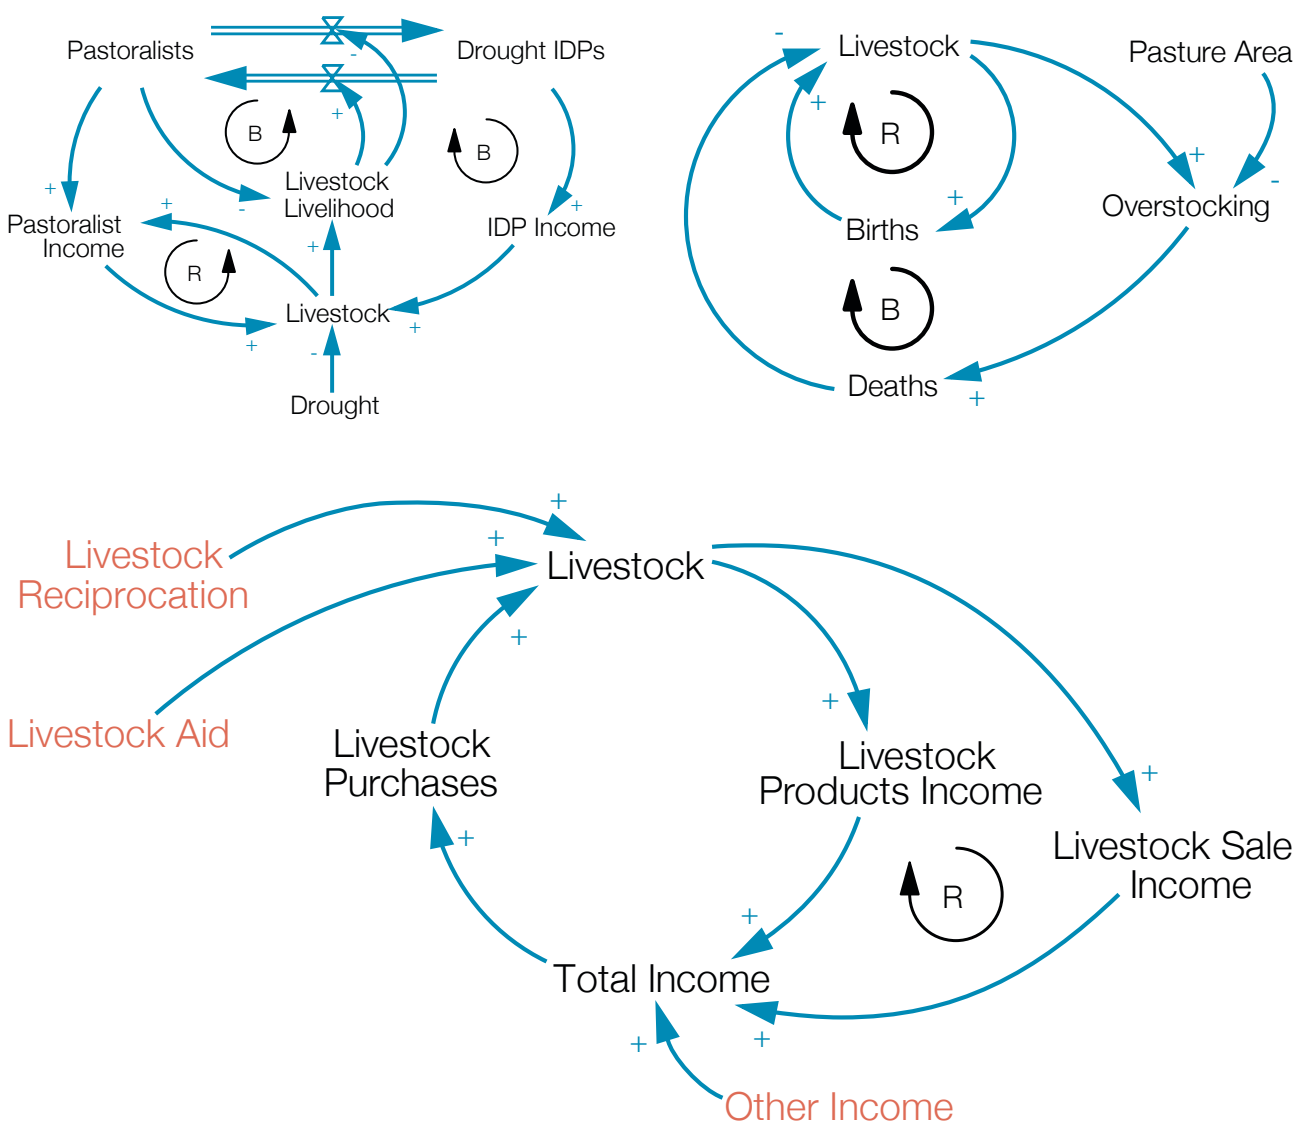 Pastoralists
Drought IDPs
-
+
B
B
Livestock
Livelihood
+
+
-
+
Pastoralist
Income
IDP Income
+
R
Livestock
+
+
-
Drought
-
Livestock
Pasture Area
+
R
+
-
+
Overstocking
Births
B
Deaths
+
+
Livestock
Reciprocation
+
Livestock
+
Livestock Aid
+
Livestock
Purchases
Livestock
Products Income
+
+
Livestock Sale
Income
R
+
Total Income
+
+
Other Income